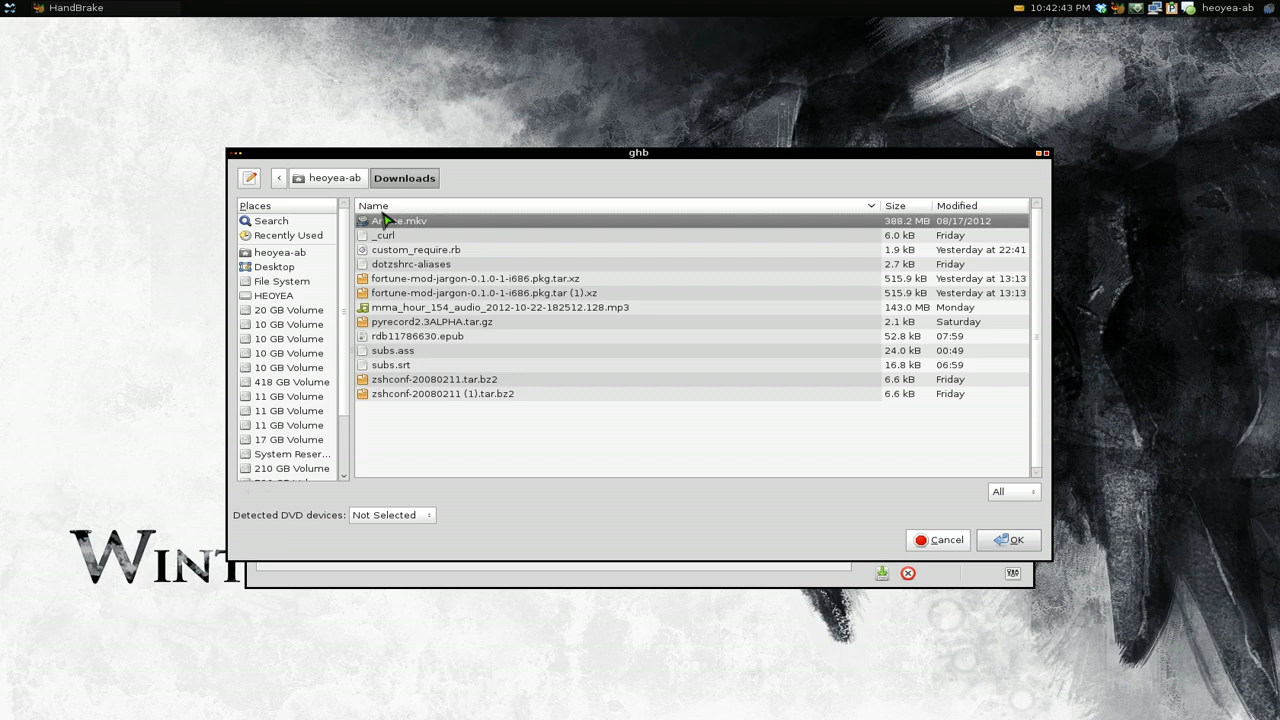 HandBrake
10:42:43 PM
heoyea-ab
ghb
heoyea-ab
Downloads
Places
Search
Recently Used
heoyea-ab
Desktop
File System
HEOYEA
20 GB Volume
10 GB Volume
10 GB Volume
10 GB Volume
10 GB Volume
418 GB Volume
11 GB Volume
11 GB Volume
11 GB Volume
17 GB Volume
System Reser...
210 GB Volume
Name Size Modified
388.2 MB 08/17/2012
_curl 6.0 kB Friday
custom_require.rb 1.9 kB Yesterday at 22:41
dotzshrc-aliases 2.7 kB Friday
fortune-mod-jargon-0.1.0-1-i686.pkg.tar.xz 515.9 kB Yesterday at 13:13
fortune-mod-jargon-0.1.0-1-i686.pkg.tar (1).xz 515.9 kB Yesterday at 13:13
mma_hour_154_audio_2012-10-22-182512.128.mp3 143.0 MB Monday
pyrecord2.3ALPHA.tar.gz 2.1 kB Saturday
rdb11786630.epub 52.8 kB 07:59
subs.ass 24.0 kB 00:49
subs.srt 16.8 kB 06:59
zshconf-20080211.tar.bz2 6.6 kB Friday
zshconf-20080211 (1).tar.bz2 6.6 kB Friday
All
Detected DVD devices: Not Selected
Cancel
OK
WINT